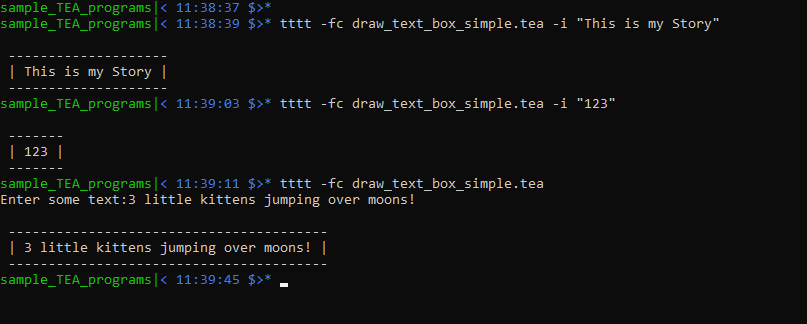 sample_TEA_programs|< 11:38:37 $>*
sample_TEA_programs|< 11:38:39 $>* tttt -fc draw_text_box_simple.tea -i "This is my Story"
--------------------
| This is my Story |
--------------------
sample_TEA_programs|< 11:39:03 $>* tttt -fc draw_text_box_simple.tea -i "123"
-------
| 123 |
-------
sample_TEA_programs|< 11:39:11 $>* tttt -fc draw_text_box_simple.tea
Enter some text:3 little kittens jumping over moons!
----------------------------------------
| 3 little kittens jumping over moons! |
----------------------------------------
sample_TEA_programs|< 11:39:45 $>*